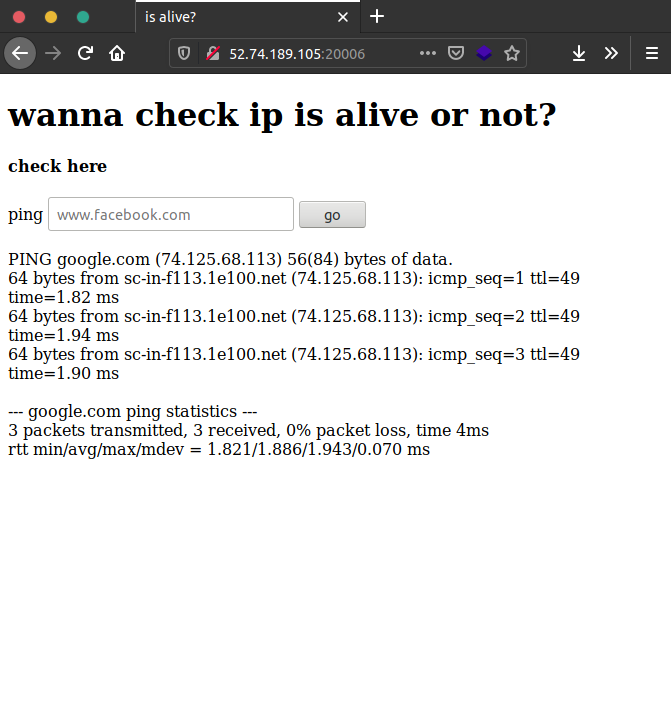 is alive?
52.74.189.105:20006
wanna check ip is alive or not?
check here
ping www.facebook.com go
PING google.com (74.125.68.113) 56(84) bytes of data.
64 bytes from sc-in-f113.1e100.net (74.125.68.113): icmp_seq=1 ttl=49
time=1.82 ms
64 bytes from sc-in-f113.1e100.net (74.125.68.113): icmp_seq=2 ttl=49
time=1.94 ms
64 bytes from sc-in-f113.1e100.net (74.125.68.113): icmp_seq=3 ttl=49
time=1.90 ms
--- google.com ping statistics ---
3 packets transmitted, 3 received, 0% packet loss, time 4ms
rtt min/avg/max/mdev = 1.821/1.886/1.943/0.070 ms